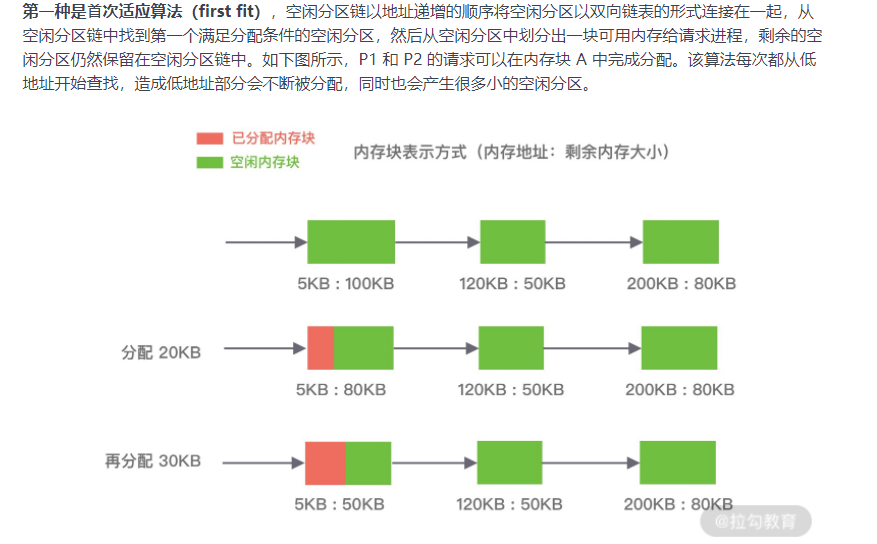 第一种是首次适应算法（first fit），空闲分区链以地址递增的顺序将空闲分区以双向链表的形式连接在一起，从
空闲分区链中找到第一个满足分配条件的空闲分区，然后从空闲分区中划分出一块可用内存给请求进程，剩余的空
闲分区仍然保留在空闲分区链中。如下图所示，P1 和 P2 的请求可以在内存块 A 中完成分配。该算法每次都从低
地址开始查找，造成低地址部分会不断被分配，同时也会产生很多小的空闲分区。
已分配内存块
空闲内存块
内存块表示方式（内存地址：剩余内存大小）
5KB : 100KB
120KB : 50KB
200KB : 80KB
分配 20KB
5KB : 80KB
120KB : 50KB
200KB : 80KB
再分配 30KB
5KB : 50KB
120KB : 50KB
200KB : 80KB
@拉勾教育